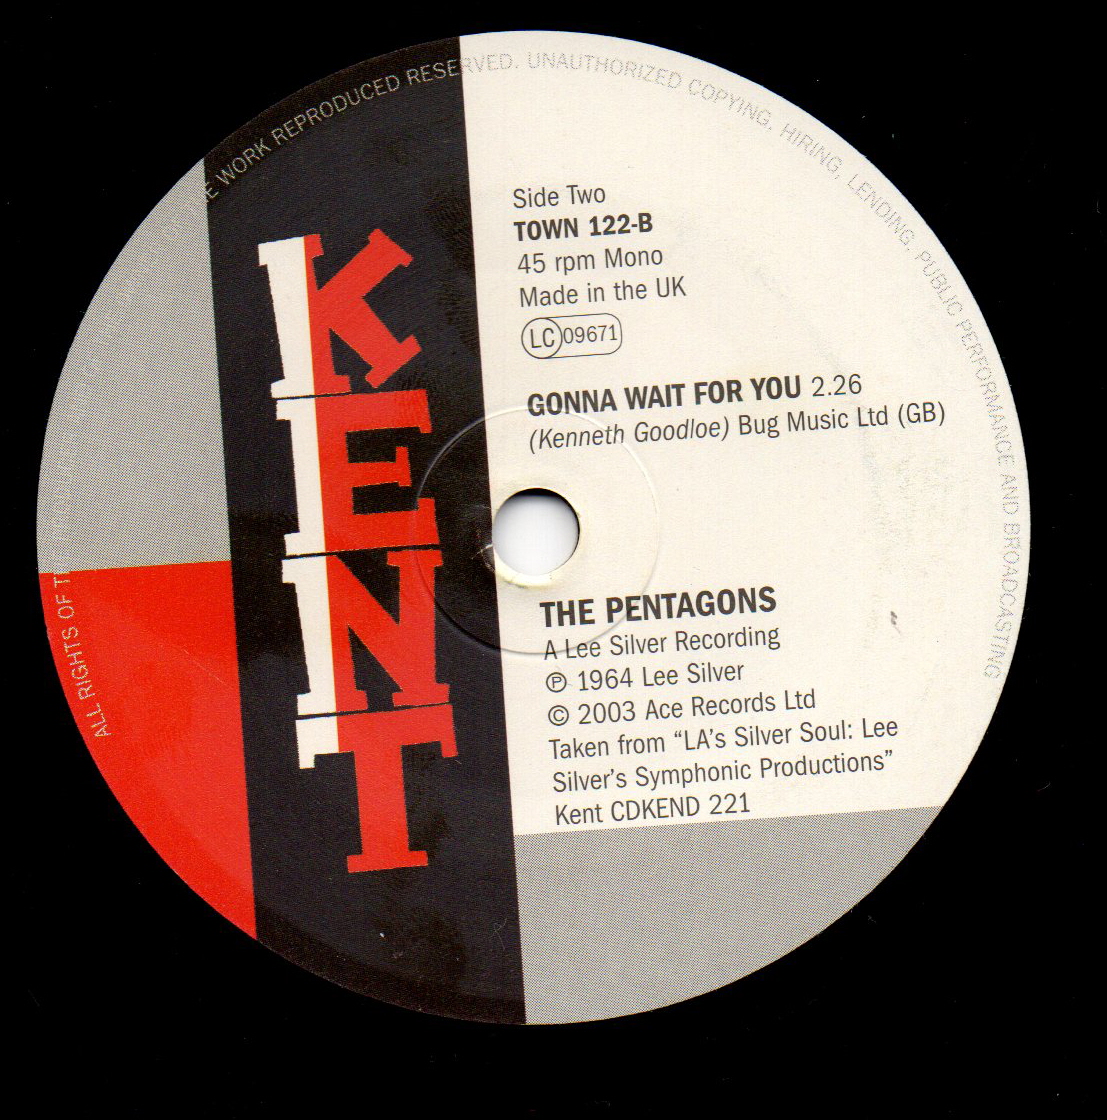 ALL RIGHTS OF THE WORK REPRODUCED RESERVED. UNAUTHORIZED COPYING, HIRING, LENDING, PUBLIC PERFORMANCE AND BROADCASTING
KENT
Side Two
TOWN 122-B
45 rpm Mono
Made in the UK
LC 09671
GONNA WAIT FOR YOU 2.26
(Kenneth Goodloe) Bug Music Ltd (GB)
THE PENTAGONS
A Lee Silver Recording
℗ 1964 Lee Silver
© 2003 Ace Records Ltd
Taken from “LA’s Silver Soul: Lee
Silver’s Symphonic Productions”
Kent CDKEND 221